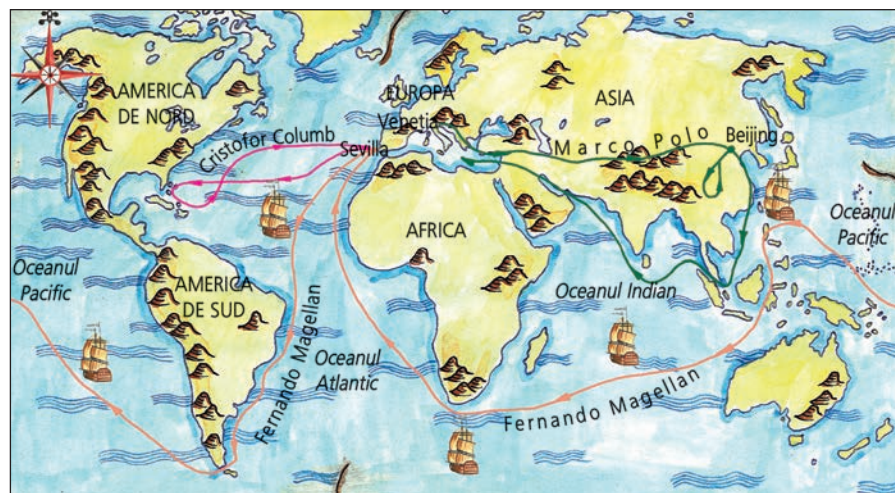 AMERICA
DE NORD
EUROPA
Veneția
ASIA
Marco Polo
Beijing
Cristofor Columb
Sevilla
AFRICA
Oceanul
Pacific
Oceanul
Pacific
AMERICA
DE SUD
Oceanul Indian
Oceanul
Atlantic
Fernando Magellan
Fernando Magellan